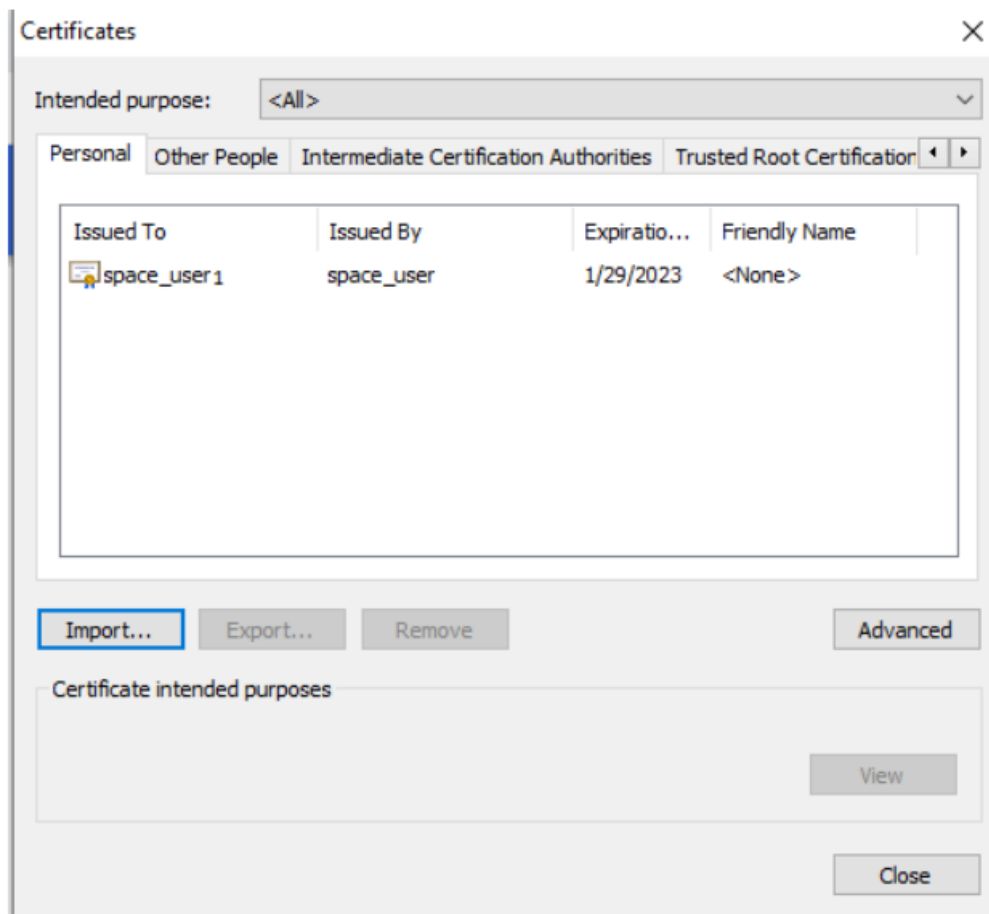 Certificates
Intended purpose: <All>
Personal Other People Intermediate Certification Authorities Trusted Root Certification
Issued To Issued By Expiratio... Friendly Name
space_user1 space_user 1/29/2023 <None>
Import... Export... Remove Advanced
Certificate intended purposes
View
Close